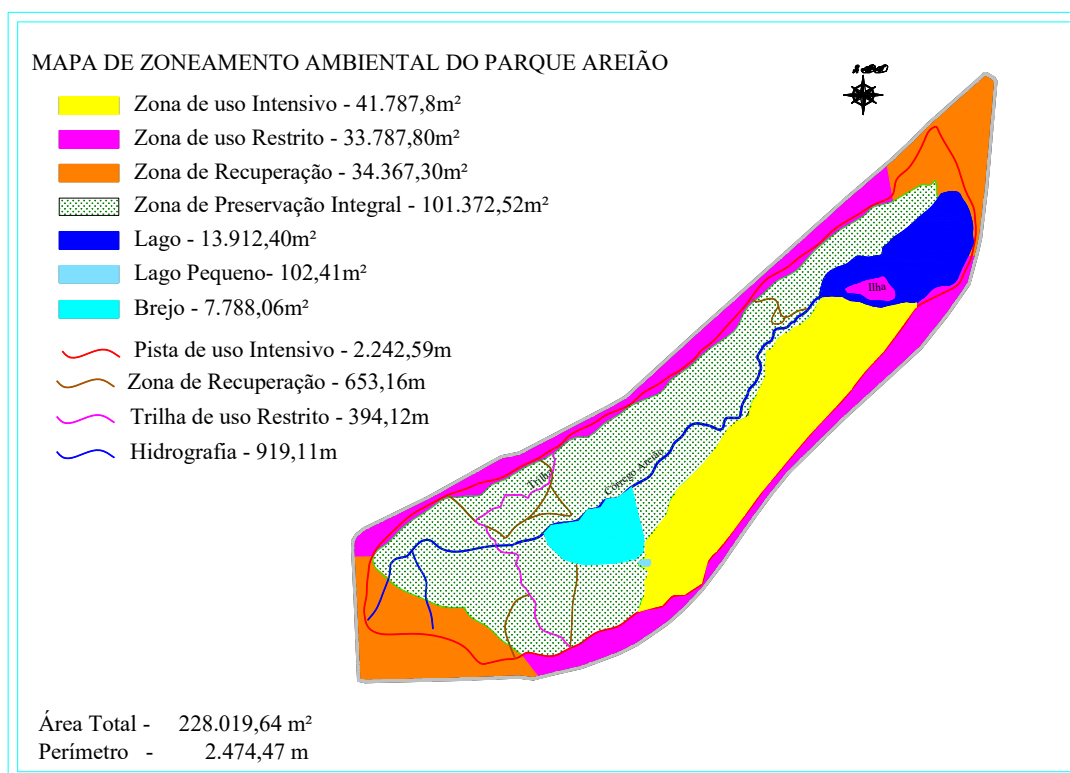 MAPA DE ZONEAMENTO AMBIENTAL DO PARQUE AREIÃO
Zona de uso Intensivo - 41.787,8m²
Zona de uso Restrito - 33.787,80m²
Zona de Recuperação - 34.367,30m²
Zona de Preservação Integral - 101.372,52m²
Lago - 13.912,40m²
Lago Pequeno- 102,41m²
Brejo - 7.788,06m²
Pista de uso Intensivo - 2.242,59m
Zona de Recuperação - 653,16m
Trilha de uso Restrito - 394,12m
Hidrografia - 919,11m
Ilha
Trilha
Córrego Areião
Área Total - 228.019,64 m²
Perímetro - 2.474,47 m